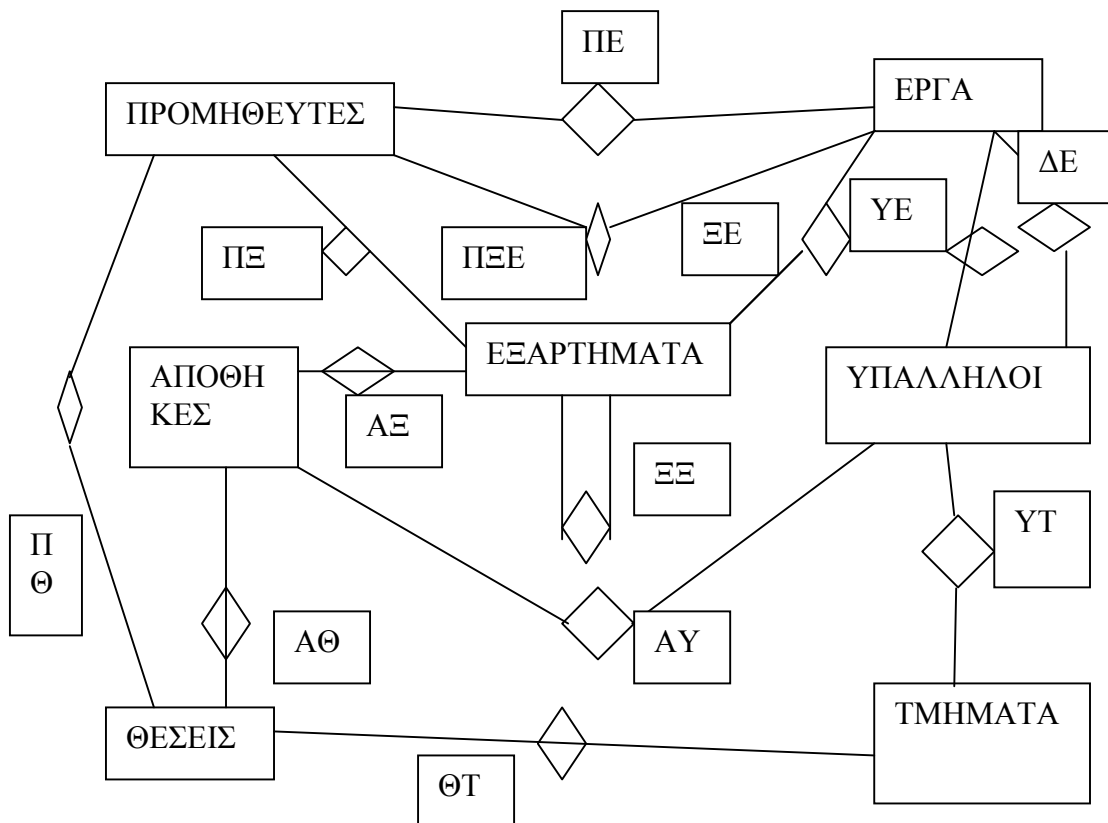 ΠΕ
ΠΡΟΜΗΘΕΥΤΕΣ
ΕΡΓΑ
ΔΕ
ΥΕ
ΞΕ
ΠΞ
ΠΞΕ
ΕΞΑΡΤΗΜΑΤΑ
ΑΠΟΘΗ
ΚΕΣ
ΥΠΑΛΛΗΛΟΙ
ΑΞ
ΞΞ
ΥΤ
Π
Θ
ΑΘ
ΑΥ
ΤΜΗΜΑΤΑ
ΘΕΣΕΙΣ
ΘΤ